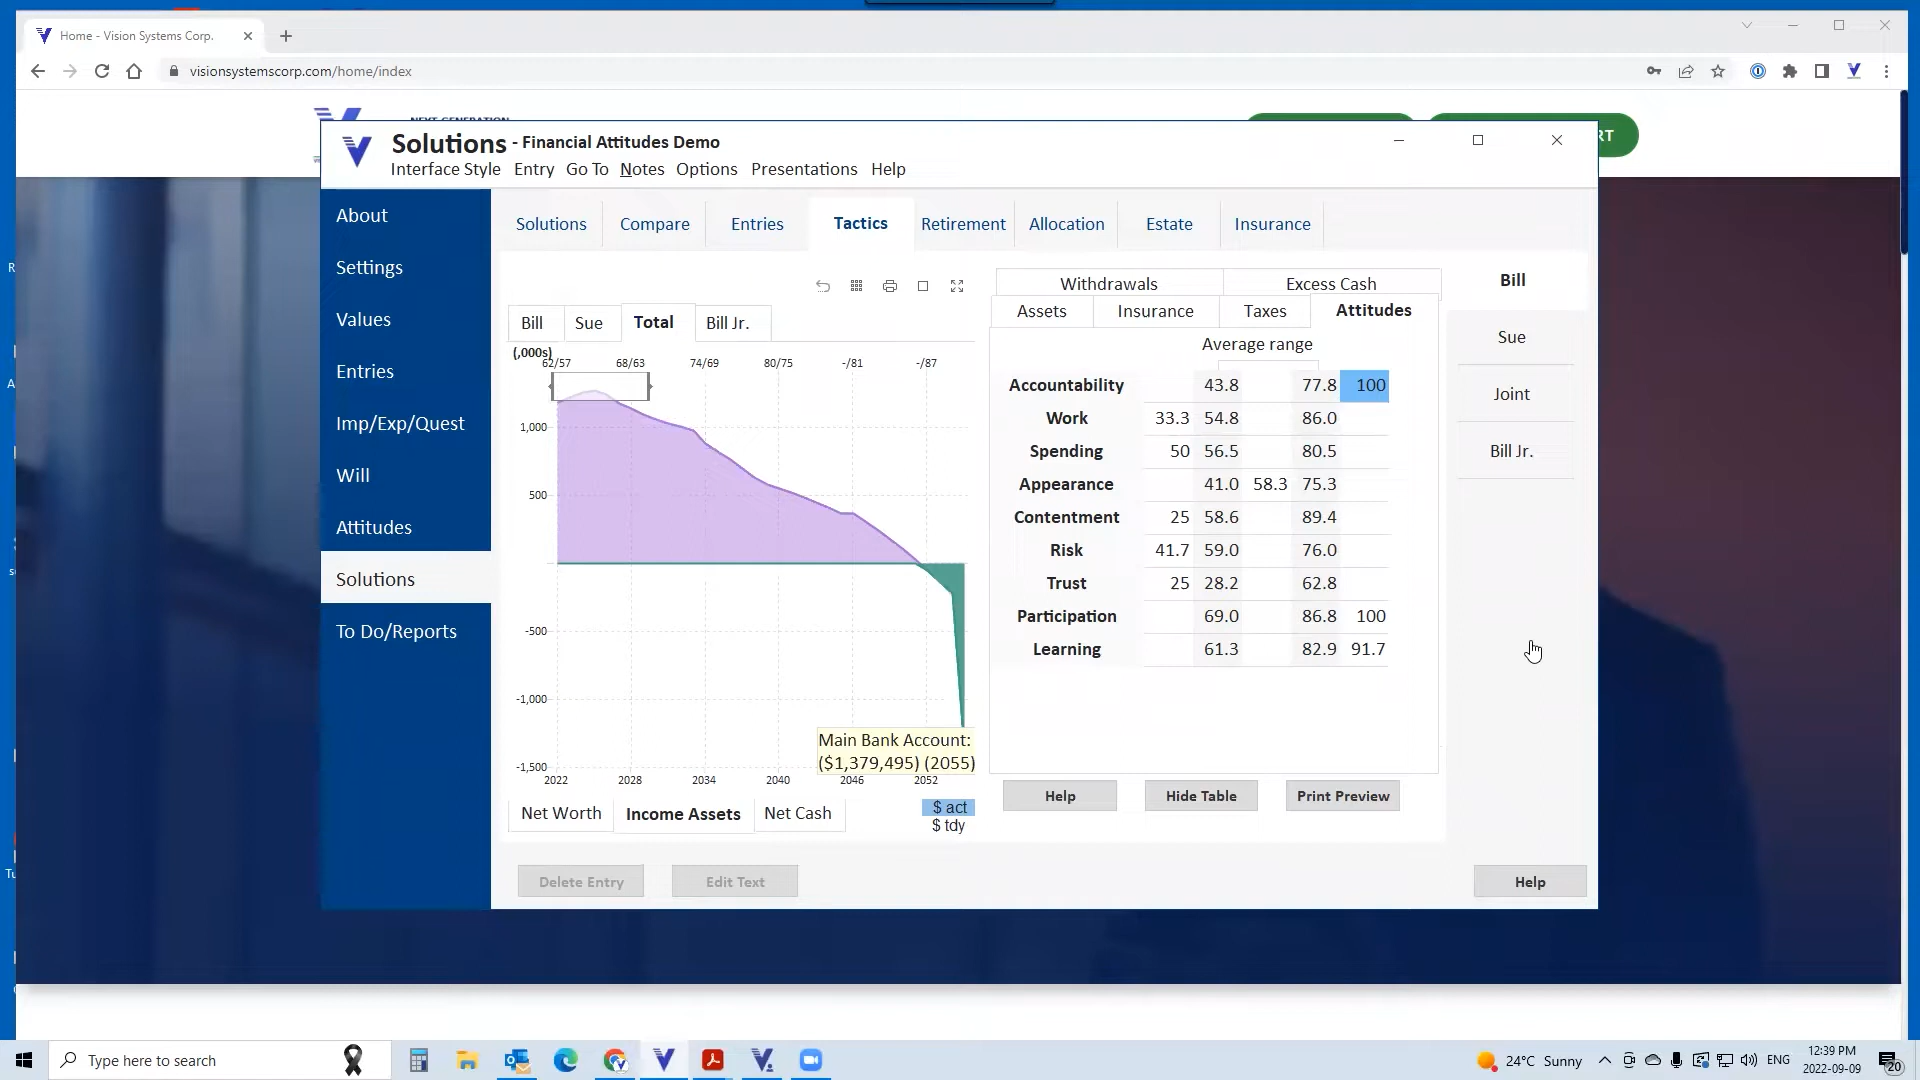 Home - Vision Systems Corp.
visionsystemscorp.com/home/index
NEXT GENERATION
RT
Solutions - Financial Attitudes Demo
Interface Style Entry Go To Notes Options Presentations Help
About
Settings
Values
Entries
Imp/Exp/Quest
Will
Attitudes
Solutions
To Do/Reports
Solutions Compare Entries Tactics Retirement Allocation Estate Insurance
Bill Sue Total Bill Jr.
(,000s)
62/57 68/63 74/69 80/75 -/81 -/87
1,000
500
-500
-1,000
-1,500
2022 2028 2034 2040 2046 2052
Main Bank Account:
($1,379,495) (2055)
Net Worth Income Assets Net Cash
$ act
$ tdy
Withdrawals Excess Cash
Assets Insurance Taxes Attitudes
Average range
Accountability 43.8 77.8 100
Work 33.3 54.8 86.0
Spending 50 56.5 80.5
Appearance 41.0 58.3 75.3
Contentment 25 58.6 89.4
Risk 41.7 59.0 76.0
Trust 25 28.2 62.8
Participation 69.0 86.8 100
Learning 61.3 82.9 91.7
Help Hide Table Print Preview
Bill
Sue
Joint
Bill Jr.
Delete Entry Edit Text Help
Type here to search
24°C Sunny
ENG
12:39 PM
2022-09-09
20